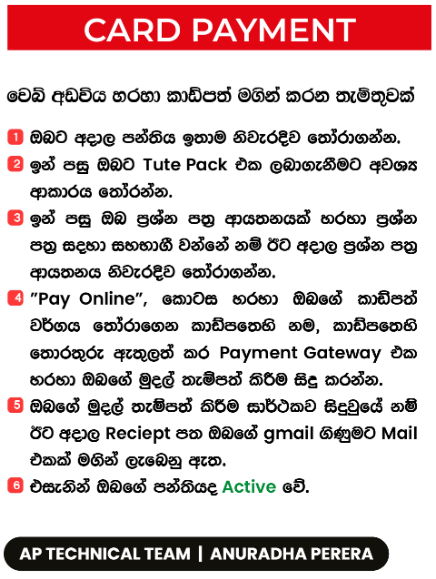 CARD PAYMENT
වෙබ් අඩවිය හරහා කාඩ්පත් මගින් කරන තැම්තුවක්
1 ඔබට අදාල පන්තිය ඉතාම නිවැරදිව තෝරාගන්න.
2 ඉන් පසු ඔබට Tute Pack එක ලබාගැනීමට අවශ්‍ය
ආකාරය තෝරන්න.
3 ඉන් පසු ඔබ ප්‍රශ්න පත්‍ර ආයතනයක් හරහා ප්‍රශ්න
පත්‍ර සදහා සහභාගී වන්නේ නම් ඊට අදාල ප්‍රශ්න පත්‍ර
ආයතනය නිවැරදිව තෝරාගන්න.
4 ”Pay Online”, කොටස හරහා ඔබගේ කාඩ්පත්
වර්ගය තෝරාගෙන කාඩ්පතෙහි නම, කාඩ්පතෙහි
තොරතුරු ඇතුලත් කර Payment Gateway එක
හරහා ඔබගේ මුදල් තැම්පත් කිරීම සිදු කරන්න.
5 ඔබගේ මුදල් තැම්පත් කිරීම සාර්ථකව සිදුවුයේ නම්
ඊට අදාල Reciept පත ඔබගේ gmail ගිණුමට Mail
එකක් මගින් ලැබෙනු ඇත.
6 එසැනින් ඔබගේ පන්තියද Active වේ.
AP TECHNICAL TEAM | ANURADHA PERERA